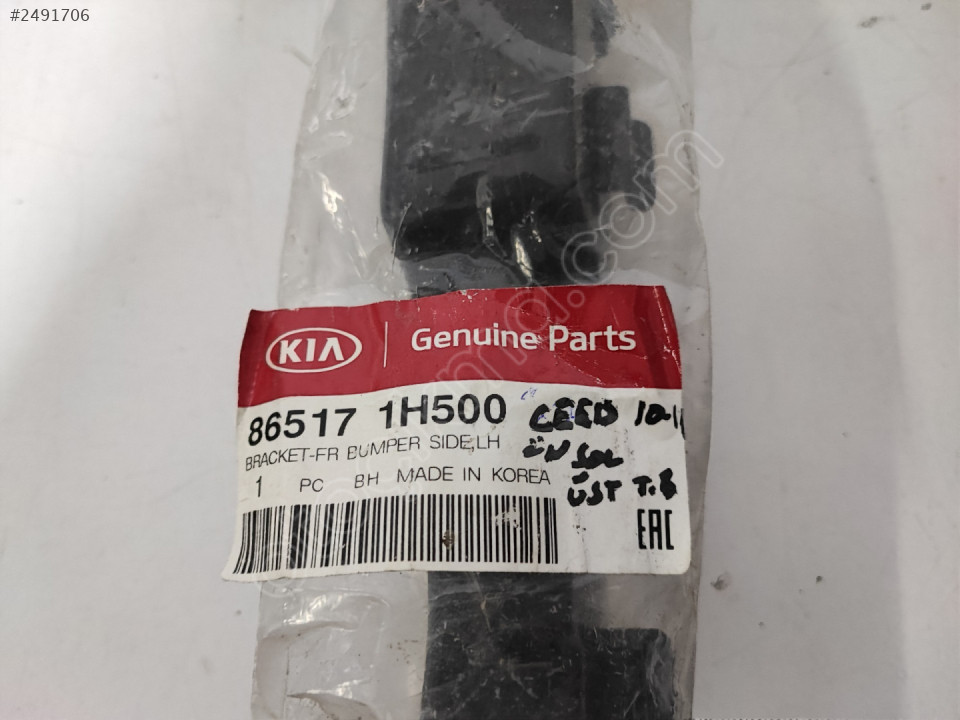 #2491706
KIA Genuine Parts
86517 1H500 CEED 10-11
BRACKET-FR BUMPER SIDE,LH
ÖN SOL
1 PC BH MADE IN KOREA
ÜST T.B
EAC